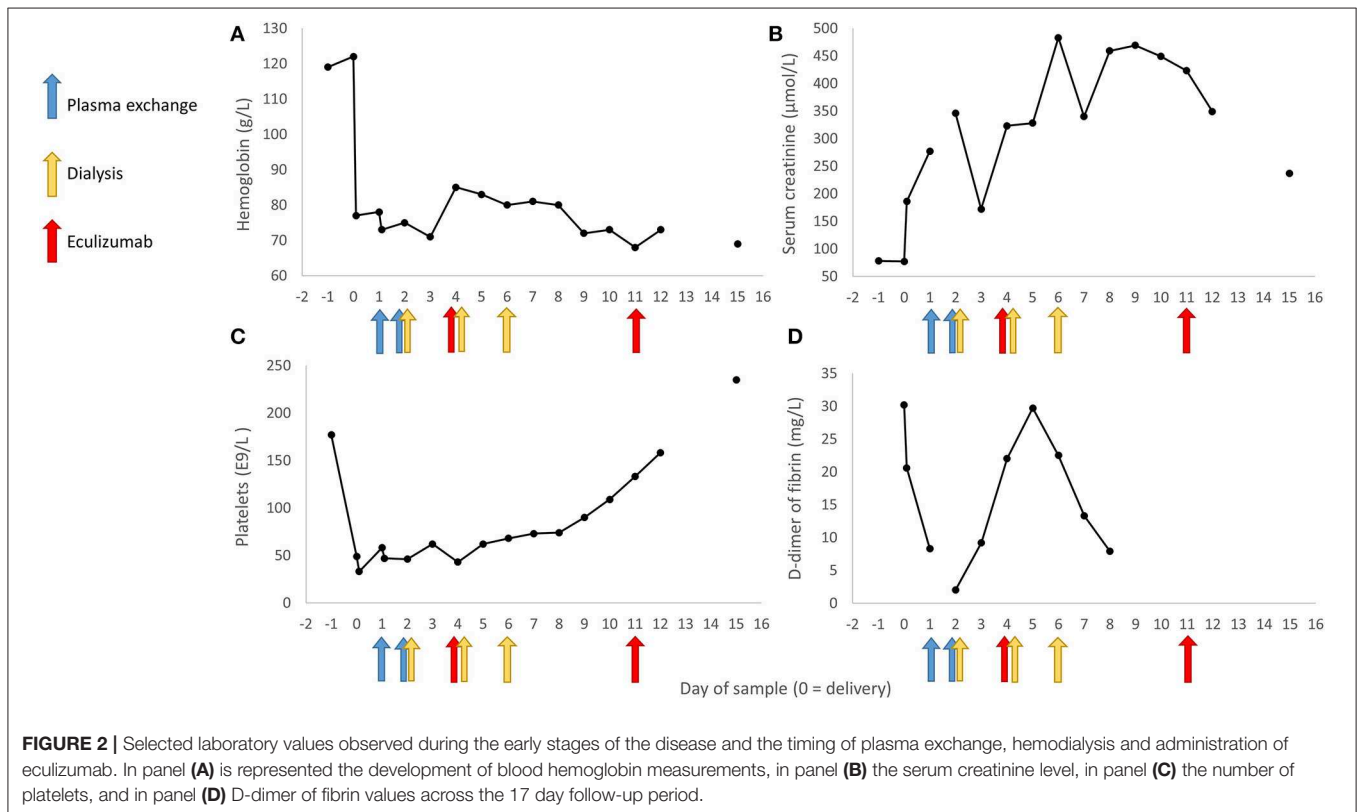 Plasma exchange
Dialysis
Eculizumab
A
Hemoglobin (g/L)
130
120
110
100
90
80
70
60
-2 -1 0 1 2 3 4 5 6 7 8 9 10 11 12 13 14 15 16
B
Serum creatinine (µmol/L)
500
450
400
350
300
250
200
150
100
50
-2 -1 0 1 2 3 4 5 6 7 8 9 10 11 12 13 14 15 16
C
Platelets (E9/L)
250
200
150
100
50
0
-2 -1 0 1 2 3 4 5 6 7 8 9 10 11 12 13 14 15 16
D
D-dimer of fibrin (mg/L)
35
30
25
20
15
10
5
0
-2 -1 0 1 2 3 4 5 6 7 8 9 10 11 12 13 14 15 16
Day of sample (0 = delivery)
FIGURE 2 | Selected laboratory values observed during the early stages of the disease and the timing of plasma exchange, hemodialysis and administration of
eculizumab. In panel (A) is represented the development of blood hemoglobin measurements, in panel (B) the serum creatinine level, in panel (C) the number of
platelets, and in panel (D) D-dimer of fibrin values across the 17 day follow-up period.